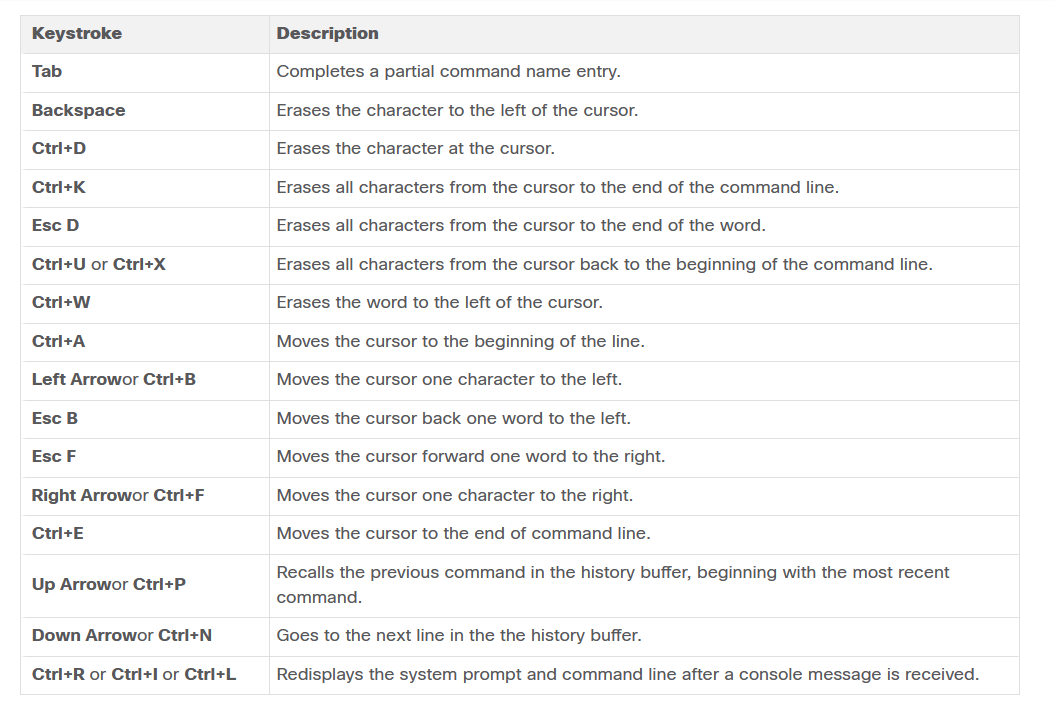 Keystroke Description
Tab Completes a partial command name entry.
Backspace Erases the character to the left of the cursor.
Ctrl+D Erases the character at the cursor.
Ctrl+K Erases all characters from the cursor to the end of the command line.
Esc D Erases all characters from the cursor to the end of the word.
Ctrl+U or Ctrl+X Erases all characters from the cursor back to the beginning of the command line.
Ctrl+W Erases the word to the left of the cursor.
Ctrl+A Moves the cursor to the beginning of the line.
Left Arrowor Ctrl+B Moves the cursor one character to the left.
Esc B Moves the cursor back one word to the left.
Esc F Moves the cursor forward one word to the right.
Right Arrowor Ctrl+F Moves the cursor one character to the right.
Ctrl+E Moves the cursor to the end of command line.
Up Arrowor Ctrl+P Recalls the previous command in the history buffer, beginning with the most recent
command.
Down Arrowor Ctrl+N Goes to the next line in the the history buffer.
Ctrl+R or Ctrl+I or Ctrl+L Redisplays the system prompt and command line after a console message is received.